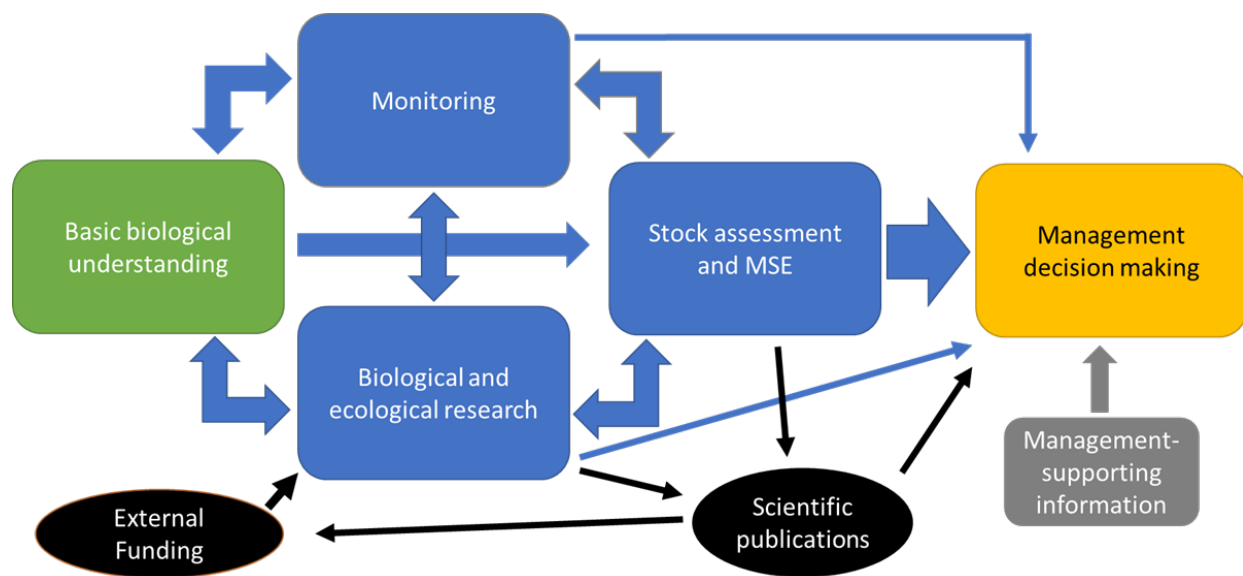 Monitoring
Basic biological
understanding
Stock assessment
and MSE
Management
decision making
Biological and
ecological research
Management-
supporting
information
External
Funding
Scientific
publications